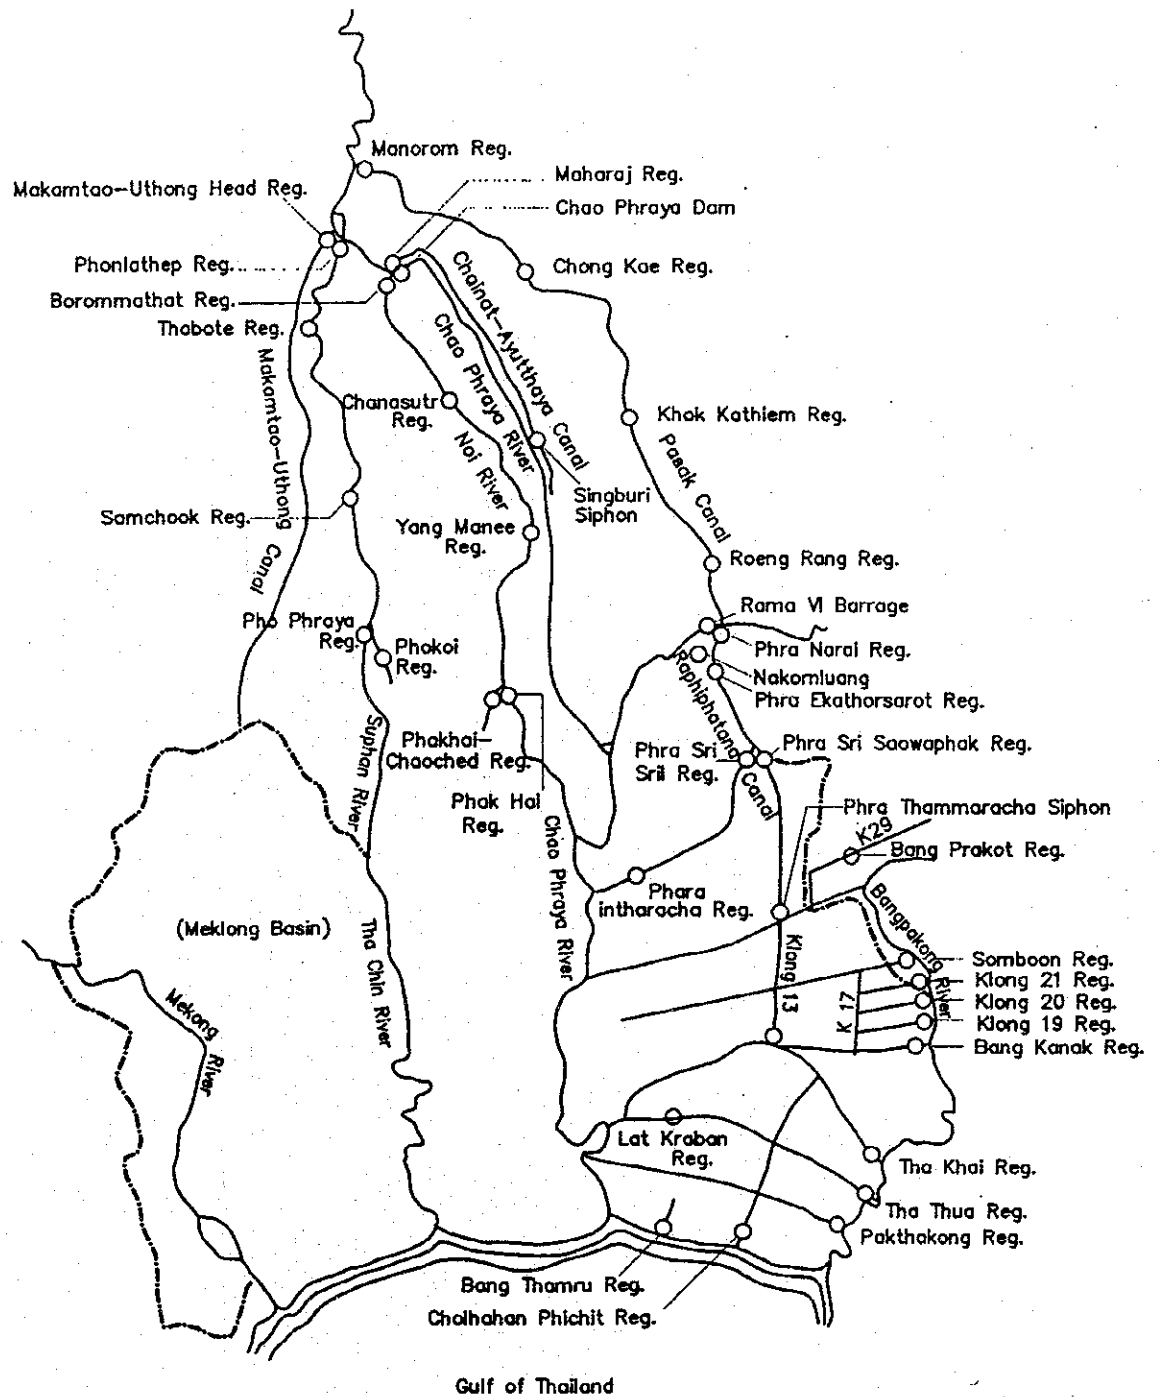 Manorom Reg.
Makamtao-Uthong Head Reg.
Maharaj Reg.
Chao Phraya Dam
Phonlathep Reg.
Chong Kae Reg.
Borommathat Reg.
Thabote Reg.
Chainat-Ayutthaya Canal
Chao Phraya River
Makamtao-Uthong Canal
Chanasutr
Reg.
Noi River
Khok Kathiem Reg.
Pasak Canal
Singburi
Siphon
Samchook Reg.
Yang Manee
Reg.
Roeng Rang Reg.
Rama VI Barrage
Pho Phraya
Reg.
Phokoi
Reg.
Phra Narai Reg.
Nakornluang
Phra Ekathorsarot Reg.
Raphiphatana Canal
Suphan River
Phakhai-
Chaoched Reg.
Phra Sri
Sril Reg.
Phra Sri Saowaphak Reg.
Phak Hai
Reg.
Phra Thammaracha Siphon
K29
Bang Prakot Reg.
Chao Phraya River
Phara
intharacha Reg.
Bangpakong River
(Meklong Basin)
Tha Chin River
Klong 13
Somboon Reg.
Klong 21 Reg.
Klong 20 Reg.
K 17
Klong 19 Reg.
Bang Kanak Reg.
Mekong River
Lat Kraban
Reg.
Tha Khai Reg.
Tha Thua Reg.
Pakthakong Reg.
Bang Thamru Reg.
Cholhahan Phichit Reg.
Gulf of Thailand